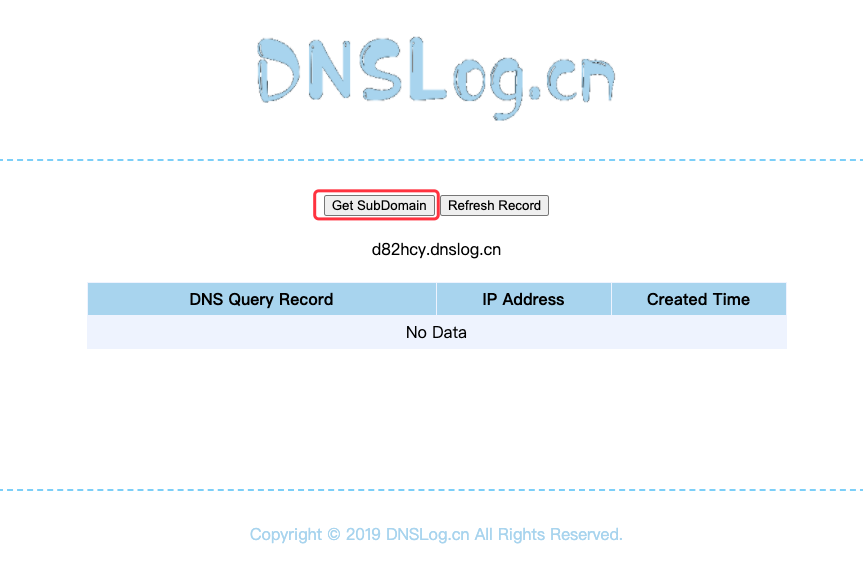 DNSLog.cn
Get SubDomain Refresh Record
d82hcy.dnslog.cn
DNS Query Record IP Address Created Time
No Data
Copyright © 2019 DNSLog.cn All Rights Reserved.